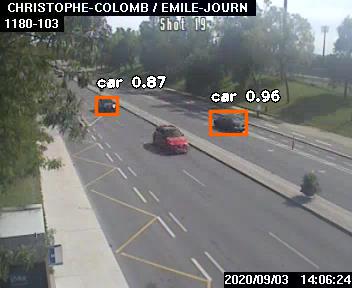 CHRISTOPHE-COLOMB / EMILE-JOURN
1180-103
Shot 19
car 0.87
car 0.96
2020/09/03 14:06:24